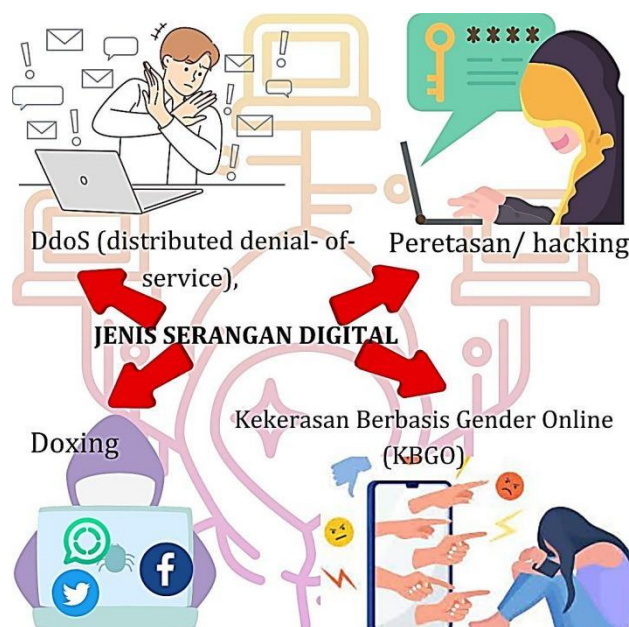 ****
DdoS (distributed denial- of-
service),
Peretasan/ hacking
JENIS SERANGAN DIGITAL
Doxing
Kekerasan Berbasis Gender Online
(KBGO)